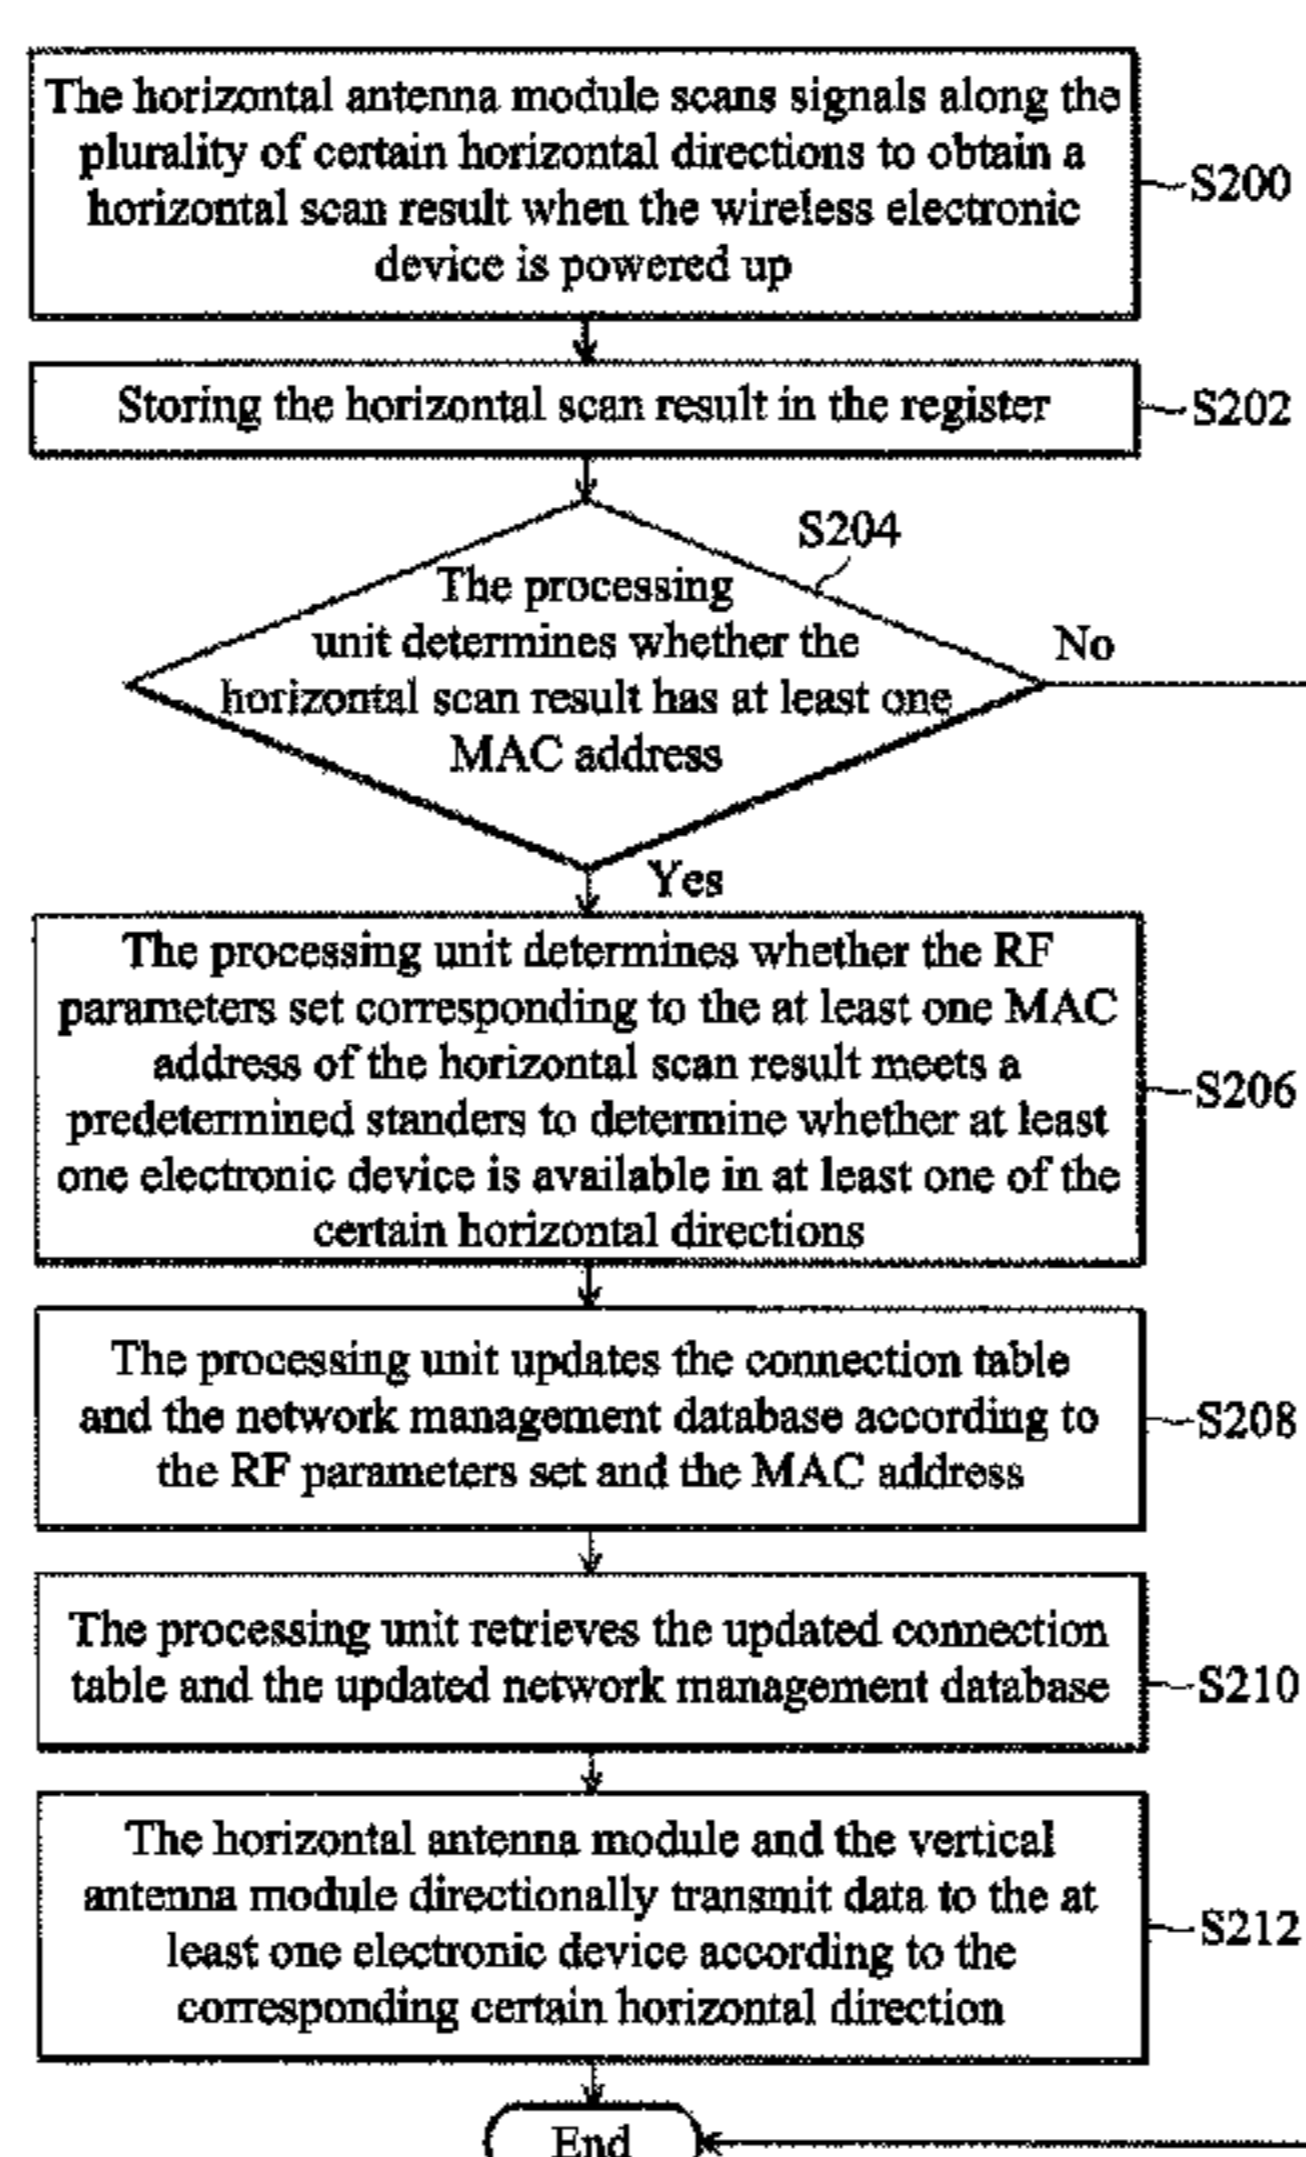 The horizontal antenna module scans signals along the
plurality of certain horizontal directions to obtain a
horizontal scan result when the wireless electronic
device is powered up
S200
Storing the horizontal scan result in the register
S202
S204
The processing
unit determines whether the
horizontal scan result has at least one
MAC address
No
Yes
The processing unit determines whether the RF
parameters set corresponding to the at least one MAC
address of the horizontal scan result meets a
predetermined standers to determine whether at least
one electronic device is available in at least one of the
certain horizontal directions
S206
The processing unit updates the connection table
and the network management database according to
the RF parameters set and the MAC address
S208
The processing unit retrieves the updated connection
table and the updated network management database
S210
The horizontal antenna module and the vertical
antenna module directionally transmit data to the at
least one electronic device according to the
corresponding certain horizontal direction
S212
End